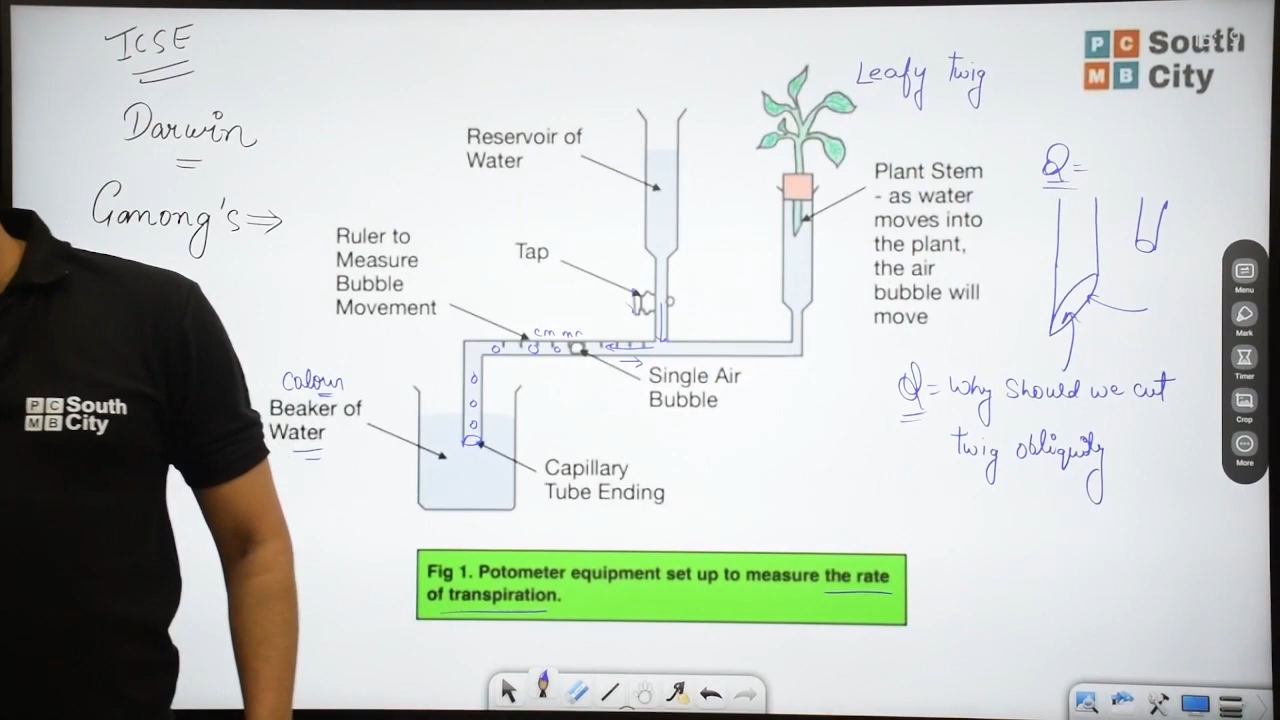 ICSE
Darwin
Ganong's ⇒
PC South
MB City
Leafy twig
Reservoir of
Water
Tap
Ruler to
Measure
Bubble
Movement
cm mm
Plant Stem
- as water
moves into
the plant,
the air
bubble will
move
Single Air
Bubble
Colour
Beaker of
Water
Capillary
Tube Ending
Q=
Q= Why Should we cut
twig obliquity
Fig 1. Potometer equipment set up to measure the rate
of transpiration.
PC South
MB City
Menu
Mark
Timer
Crop
More